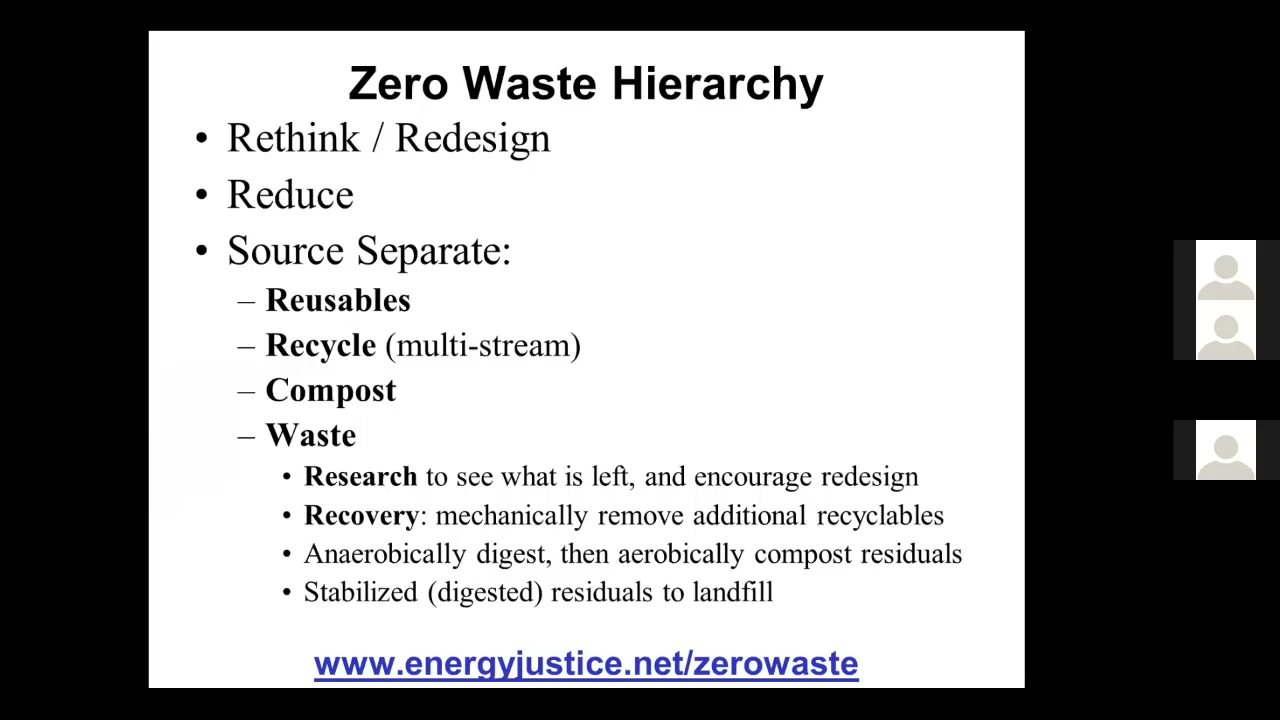 Zero Waste Hierarchy
• Rethink / Redesign
• Reduce
• Source Separate:
– Reusables
– Recycle (multi-stream)
– Compost
– Waste
• Research to see what is left, and encourage redesign
• Recovery: mechanically remove additional recyclables
• Anaerobically digest, then aerobically compost residuals
• Stabilized (digested) residuals to landfill
www.energyjustice.net/zerowaste